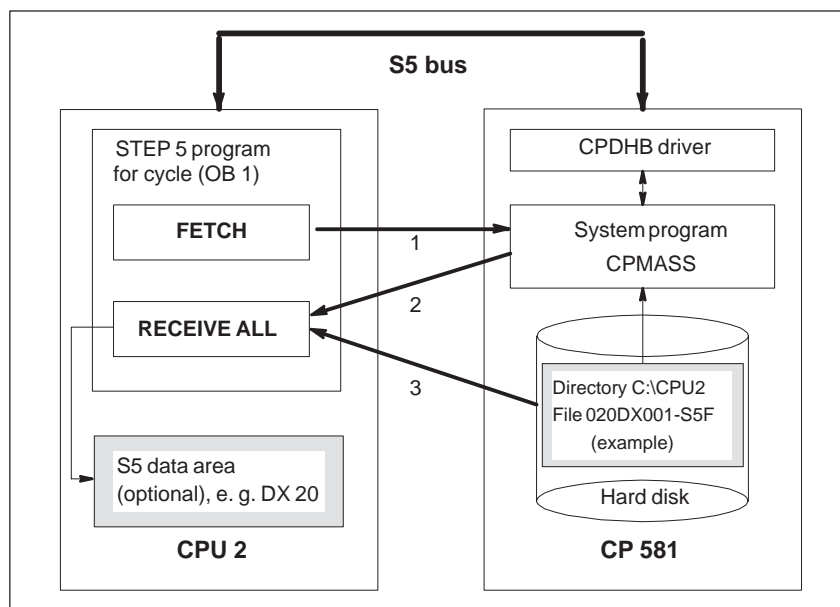 S5 bus
STEP 5 program
for cycle (OB 1)
FETCH
RECEIVE ALL
S5 data area
(optional), e. g. DX 20
CPU 2
1
2
3
CPDHB driver
System program
CPMASS
Directory C:\CPU2
File 020DX001-S5F
(example)
Hard disk
CP 581